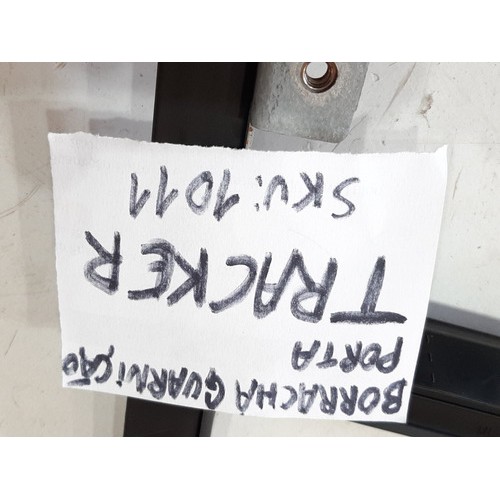 BORRACHA GUARNIÇÃO
PORTA
TRACKER
SKU: 1011